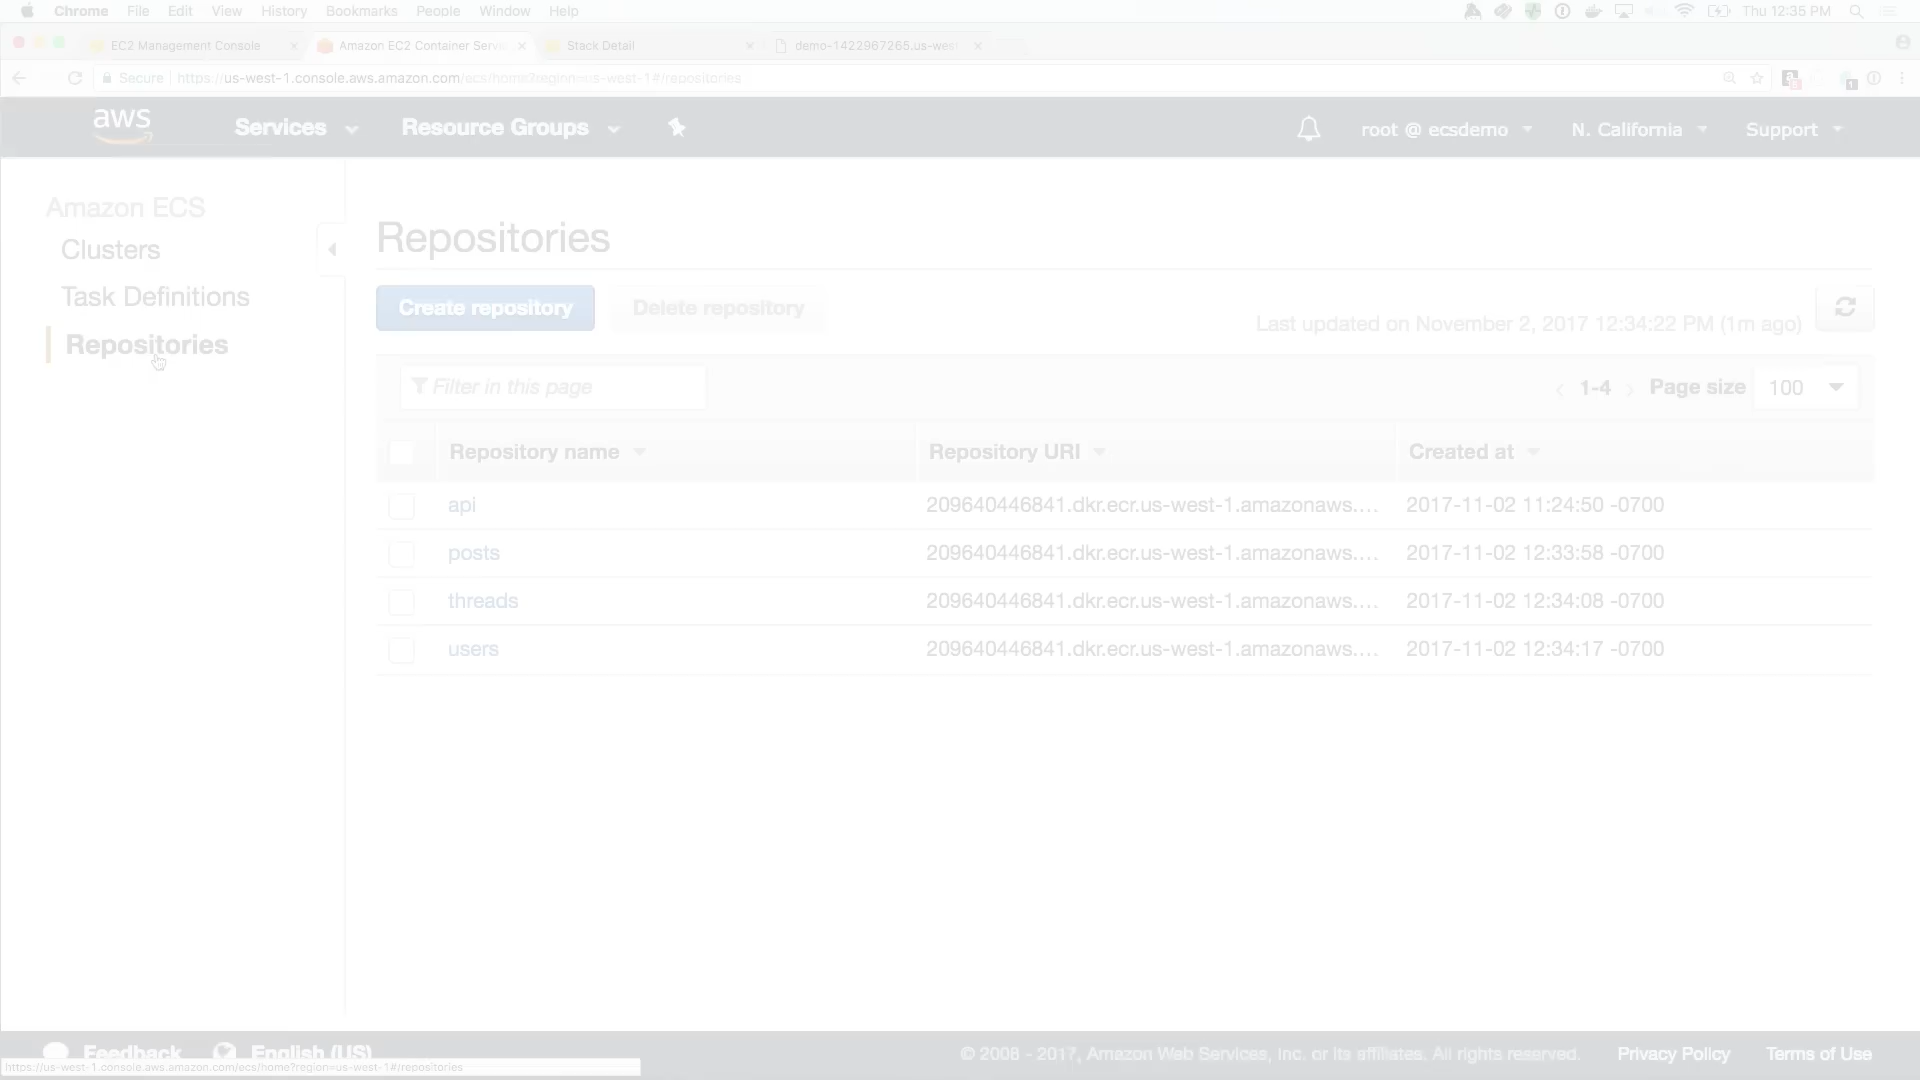 Chrome File Edit View History Bookmarks People Window Help Thu 12:35 PM
EC2 Management Console Amazon EC2 Container Serv Stack Detail demo-1422967265.us-west
Secure https://us-west-1.console.aws.amazon.com/ecs/home?region=us-west-1#/repositories
aws Services Resource Groups root @ ecsdemo N. California Support
Amazon ECS
Clusters
Task Definitions
Repositories
Repositories
Create repository Delete repository
Last updated on November 2, 2017 12:34:22 PM (1m ago)
Filter in this page 1-4 Page size 100
Repository name Repository URI Created at
api 209640446841.dkr.ecr.us-west-1.amazonaws.… 2017-11-02 11:24:50 -0700
posts 209640446841.dkr.ecr.us-west-1.amazonaws.… 2017-11-02 12:33:58 -0700
threads 209640446841.dkr.ecr.us-west-1.amazonaws.… 2017-11-02 12:34:08 -0700
users 209640446841.dkr.ecr.us-west-1.amazonaws.… 2017-11-02 12:34:17 -0700
Feedback English (US) © 2008 - 2017, Amazon Web Services, Inc. or its affiliates. All rights reserved. Privacy Policy Terms of Use
https://us-west-1.console.aws.amazon.com/ecs/home?region=us-west-1#/repositories